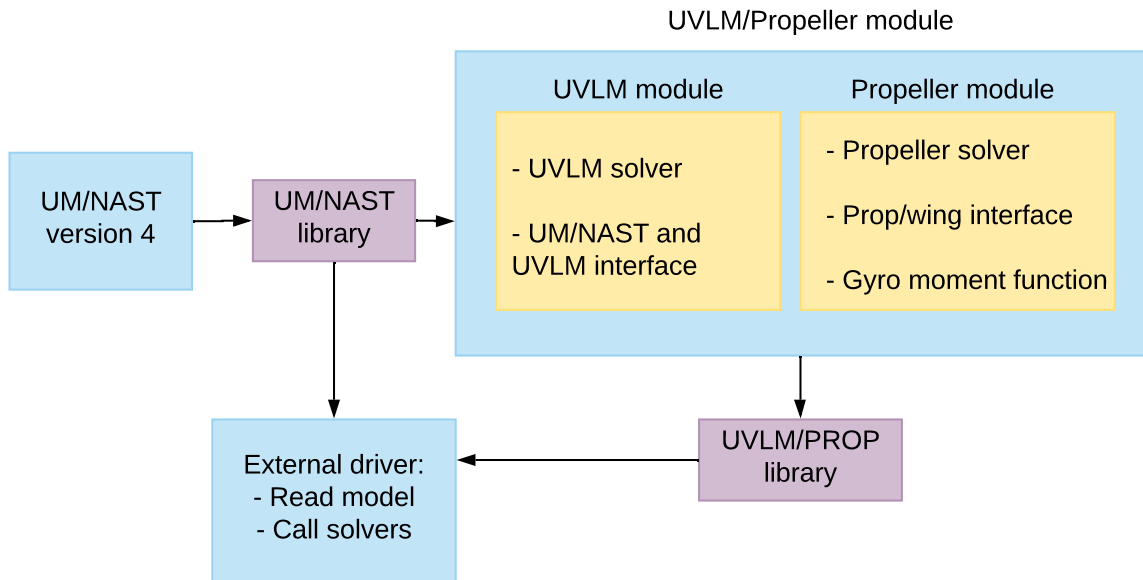 UVLM/Propeller module
UVLM module
Propeller module
- UVLM solver
- UM/NAST and
UVLM interface
- Propeller solver
- Prop/wing interface
- Gyro moment function
UM/NAST
version 4
UM/NAST
library
External driver:
- Read model
- Call solvers
UVLM/PROP
library